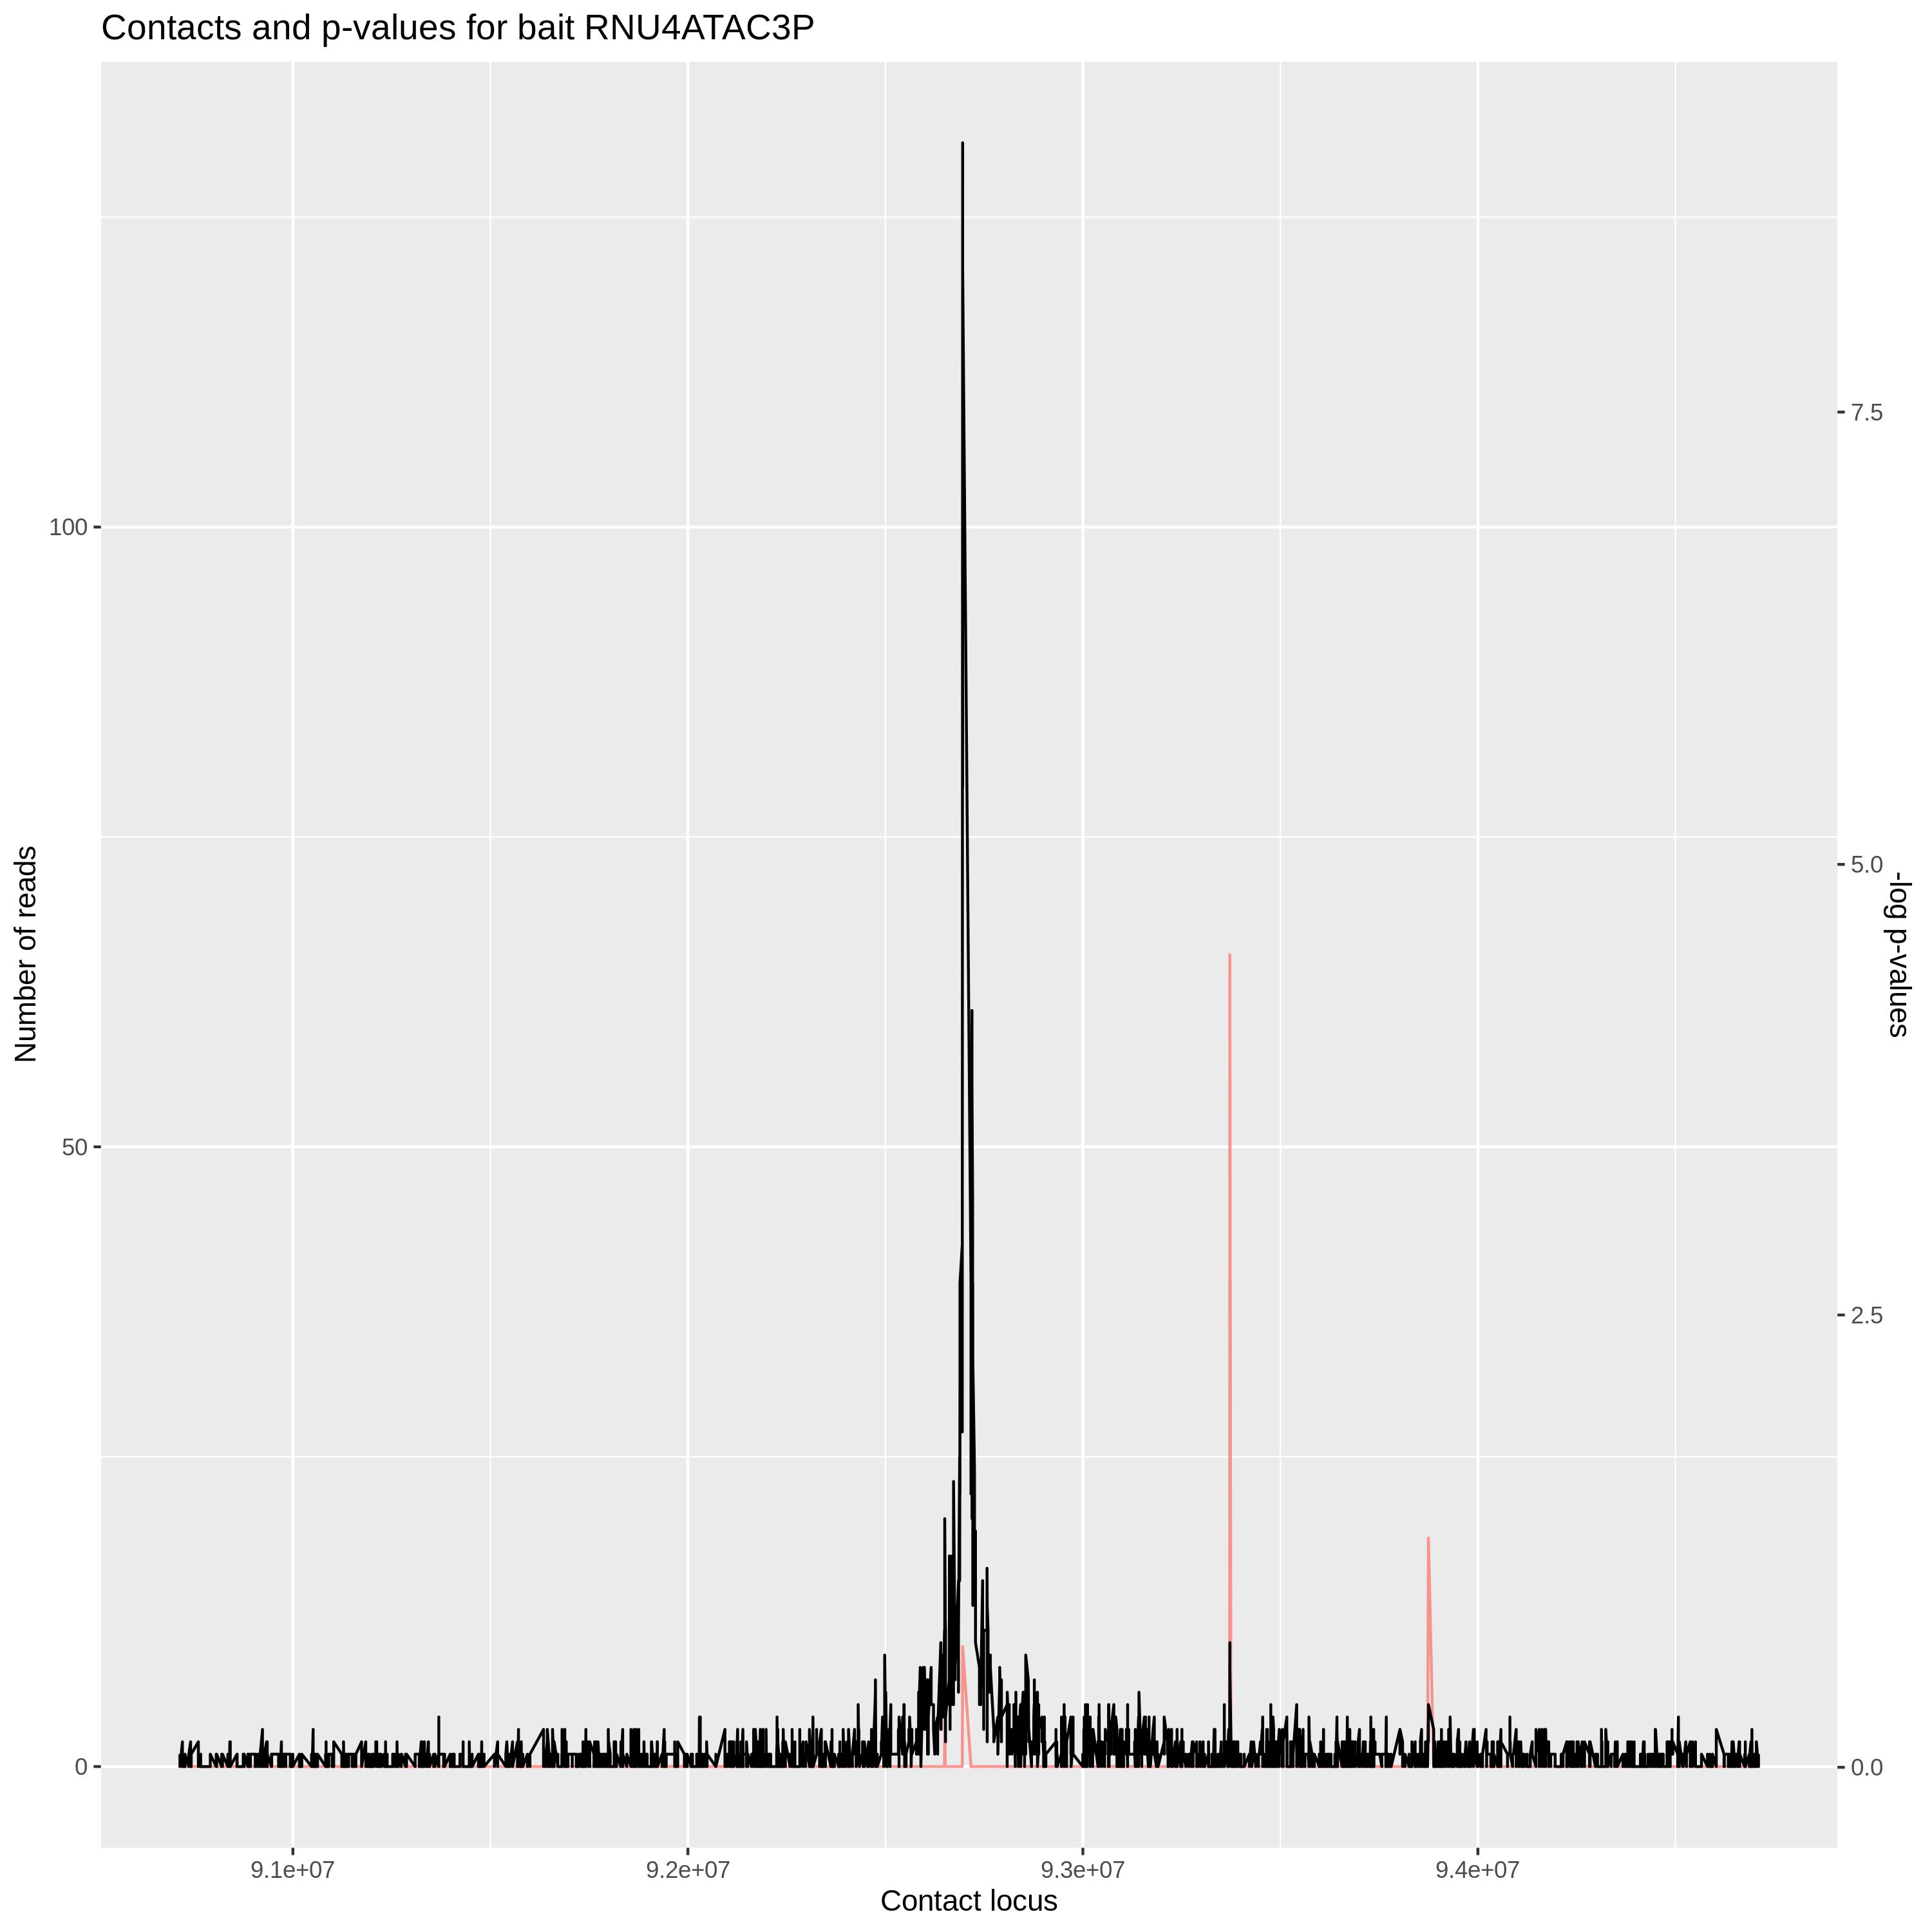 Contacts and p-values for bait RNU4ATAC3P
Number of reads
100
50
0
7.5
5.0
2.5
0.0
-log p-values
9.1e+07
9.2e+07
9.3e+07
9.4e+07
Contact locus